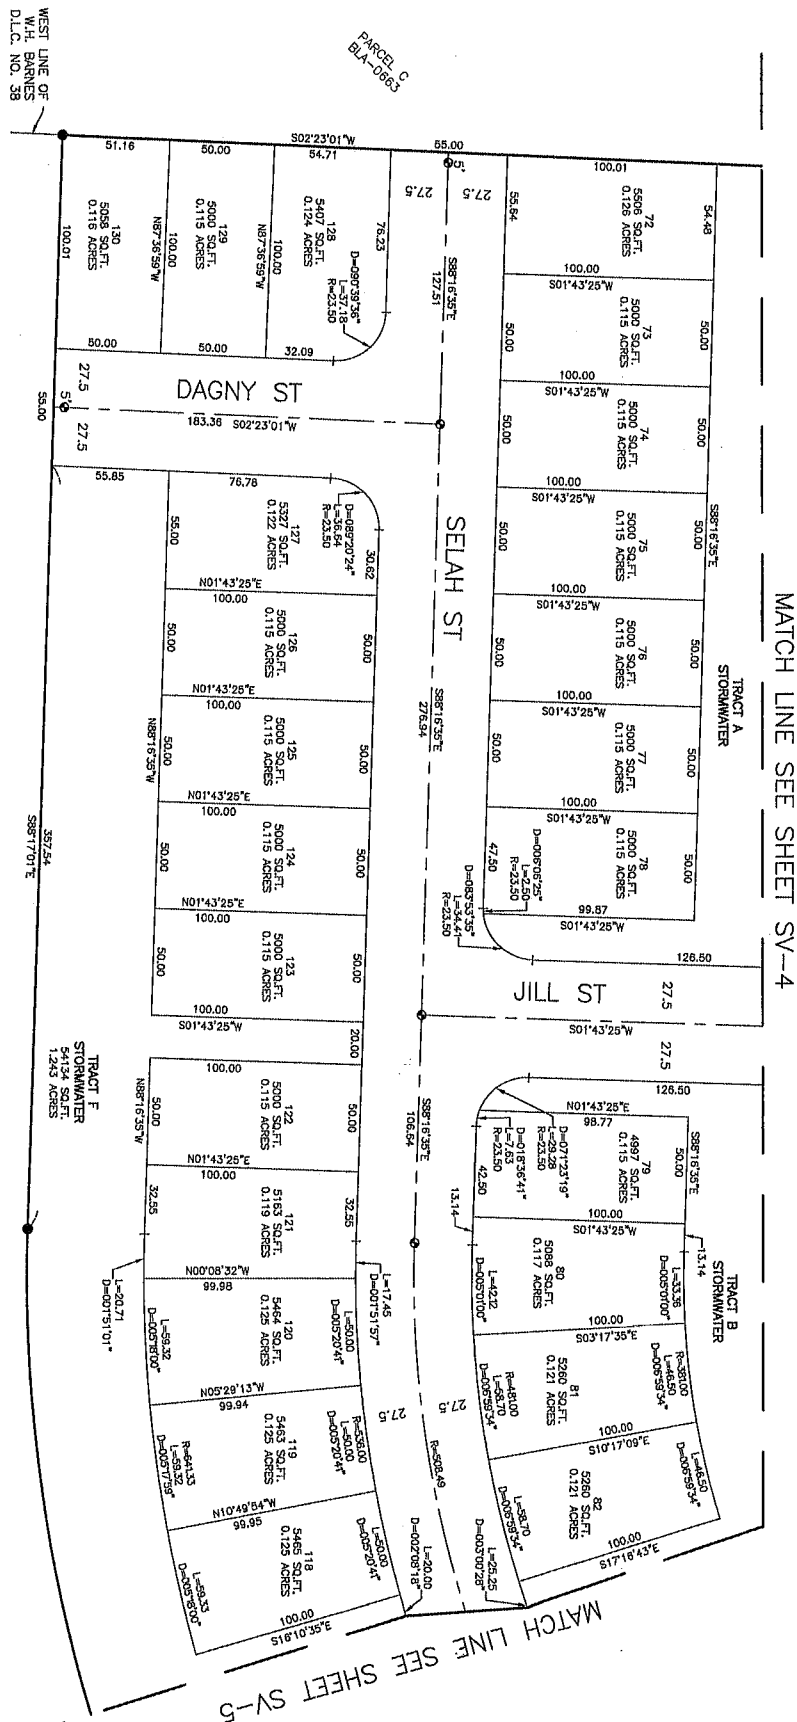 WEST LINE OF
W.H. BARNES
D.L.C. NO. 38
PARCEL C
BLA-0663
MATCH LINE SEE SHEET SV-4
S02°23'01"W
51.16
50.00
54.71
55.00
100.01
5'
27.5
27.5
54.48
72
5506 SQ.FT.
0.126 ACRES
55.64
100.00
S01°43'25"W
50.00
73
5000 SQ.FT.
0.115 ACRES
50.00
100.00
S01°43'25"W
50.00
74
5000 SQ.FT.
0.115 ACRES
50.00
100.00
S01°43'25"W
S88°16'35"E
50.00
75
5000 SQ.FT.
0.115 ACRES
50.00
100.00
S01°43'25"W
50.00
76
5000 SQ.FT.
0.115 ACRES
50.00
100.00
S01°43'25"W
TRACT A
STORMWATER
50.00
77
5000 SQ.FT.
0.115 ACRES
50.00
100.00
S01°43'25"W
50.00
78
5000 SQ.FT.
0.115 ACRES
47.50
99.87
S01°43'25"W
D=006°06'25"
L=2.50
R=23.50
D=083°53'35"
L=34.41
R=23.50
126.50
JILL ST
27.5
27.5
S01°43'25"W
126.50
N01°43'25"E
98.77
S88°16'35"E
50.00
79
4997 SQ.FT.
0.115 ACRES
D=071°23'19"
L=29.28
R=23.50
D=018°36'41"
L=7.63
R=23.50
42.50
100.00
S01°43'25"W
13.14
13.14
TRACT B
STORMWATER
L=33.36
D=005°01'00"
80
5088 SQ.FT.
0.117 ACRES
L=42.12
D=005°01'00"
100.00
S03°17'35"E
R=381.00
L=46.50
D=006°59'34"
81
5260 SQ.FT.
0.121 ACRES
R=481.00
L=58.70
D=006°59'34"
100.00
S10°17'09"E
L=46.50
D=006°59'34"
82
5260 SQ.FT.
0.121 ACRES
L=58.70
D=006°59'34"
100.00
S17°16'43"E
L=25.25
D=003°00'28"
S88°16'35"E
127.51
SELAH ST
S88°16'35"E
276.94
S88°16'35"E
106.64
27.5
27.5
R=508.49
L=20.00
D=002°08'18"
MATCH LINE SEE SHEET SV-5
130
5058 SQ.FT.
0.116 ACRES
100.01
50.00
N87°36'59"W
100.00
129
5000 SQ.FT.
0.115 ACRES
50.00
N87°36'59"W
100.00
128
5407 SQ.FT.
0.124 ACRES
76.23
D=090°39'36"
L=37.18
R=23.50
32.09
DAGNY ST
27.5
5'
27.5
55.00
183.36 S02°23'01"W
55.85
76.78
D=089°20'24"
L=36.64
R=23.50
30.62
127
5327 SQ.FT.
0.122 ACRES
55.00
N01°43'25"E
100.00
50.00
126
5000 SQ.FT.
0.115 ACRES
50.00
N01°43'25"E
100.00
N88°16'35"W
50.00
125
5000 SQ.FT.
0.115 ACRES
50.00
N01°43'25"E
100.00
50.00
124
5000 SQ.FT.
0.115 ACRES
50.00
N01°43'25"E
100.00
50.00
123
5000 SQ.FT.
0.115 ACRES
50.00
100.00
S01°43'25"W
20.00
100.00
50.00
122
5000 SQ.FT.
0.115 ACRES
50.00
N88°16'35"W
N01°43'25"E
100.00
32.55
121
5163 SQ.FT.
0.119 ACRES
32.55
L=17.45
D=001°51'57"
L=20.71
D=001°51'01"
N00°08'32"W
99.98
L=50.00
D=005°20'41"
120
5464 SQ.FT.
0.125 ACRES
L=59.32
D=005°18'00"
N05°29'13"W
99.94
R=536.00
L=50.00
D=005°20'41"
119
5463 SQ.FT.
0.125 ACRES
R=641.33
L=59.32
D=005°17'59"
N10°49'54"W
99.95
L=50.00
D=005°20'41"
118
5465 SQ.FT.
0.125 ACRES
L=59.33
D=005°18'00"
100.00
S16°10'35"E
357.54
S88°17'01"E
TRACT F
STORMWATER
54134 SQ.FT.
1.243 ACRES